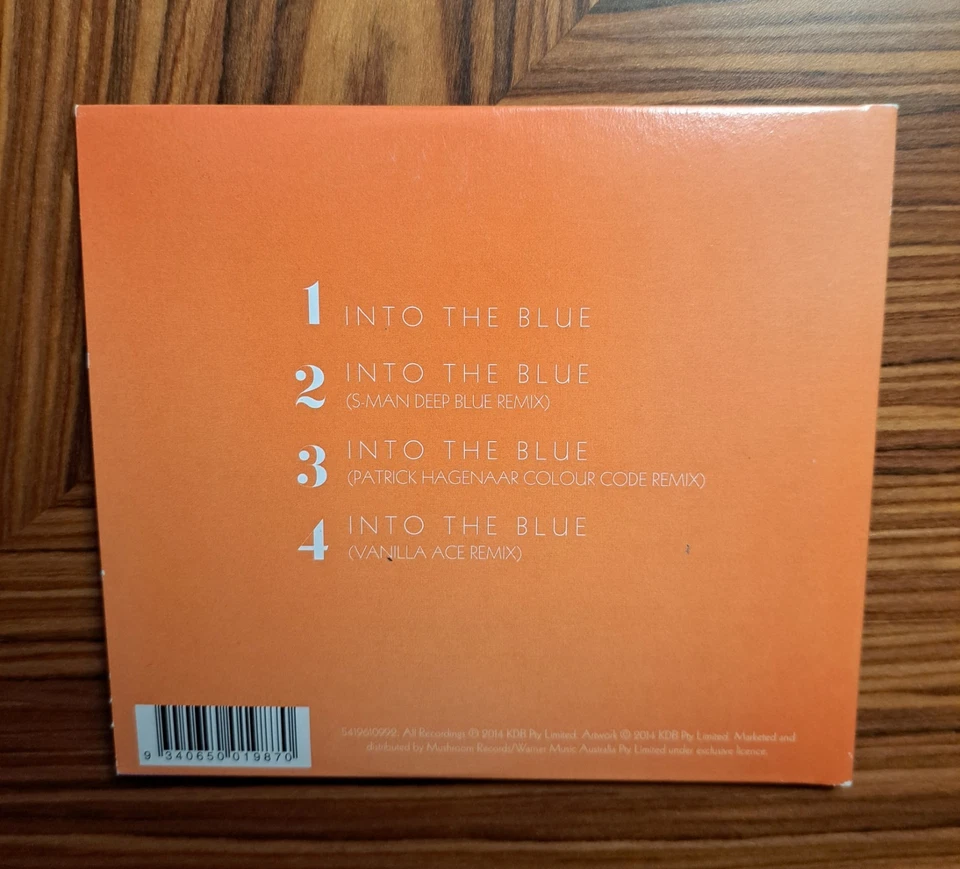 1 INTO THE BLUE
2 INTO THE BLUE
(S-MAN DEEP BLUE REMIX)
3 INTO THE BLUE
(PATRICK HAGENAAR COLOUR CODE REMIX)
4 INTO THE BLUE
(VANILLA ACE REMIX)
5419610992. All Recordings ℗ 2014 KDB Pty Limited. Artwork © 2014 KDB Pty Limited. Marketed and
distributed by Mushroom Records/Warner Music Australia Pty Limited under exclusive licence.
9 340650 019870